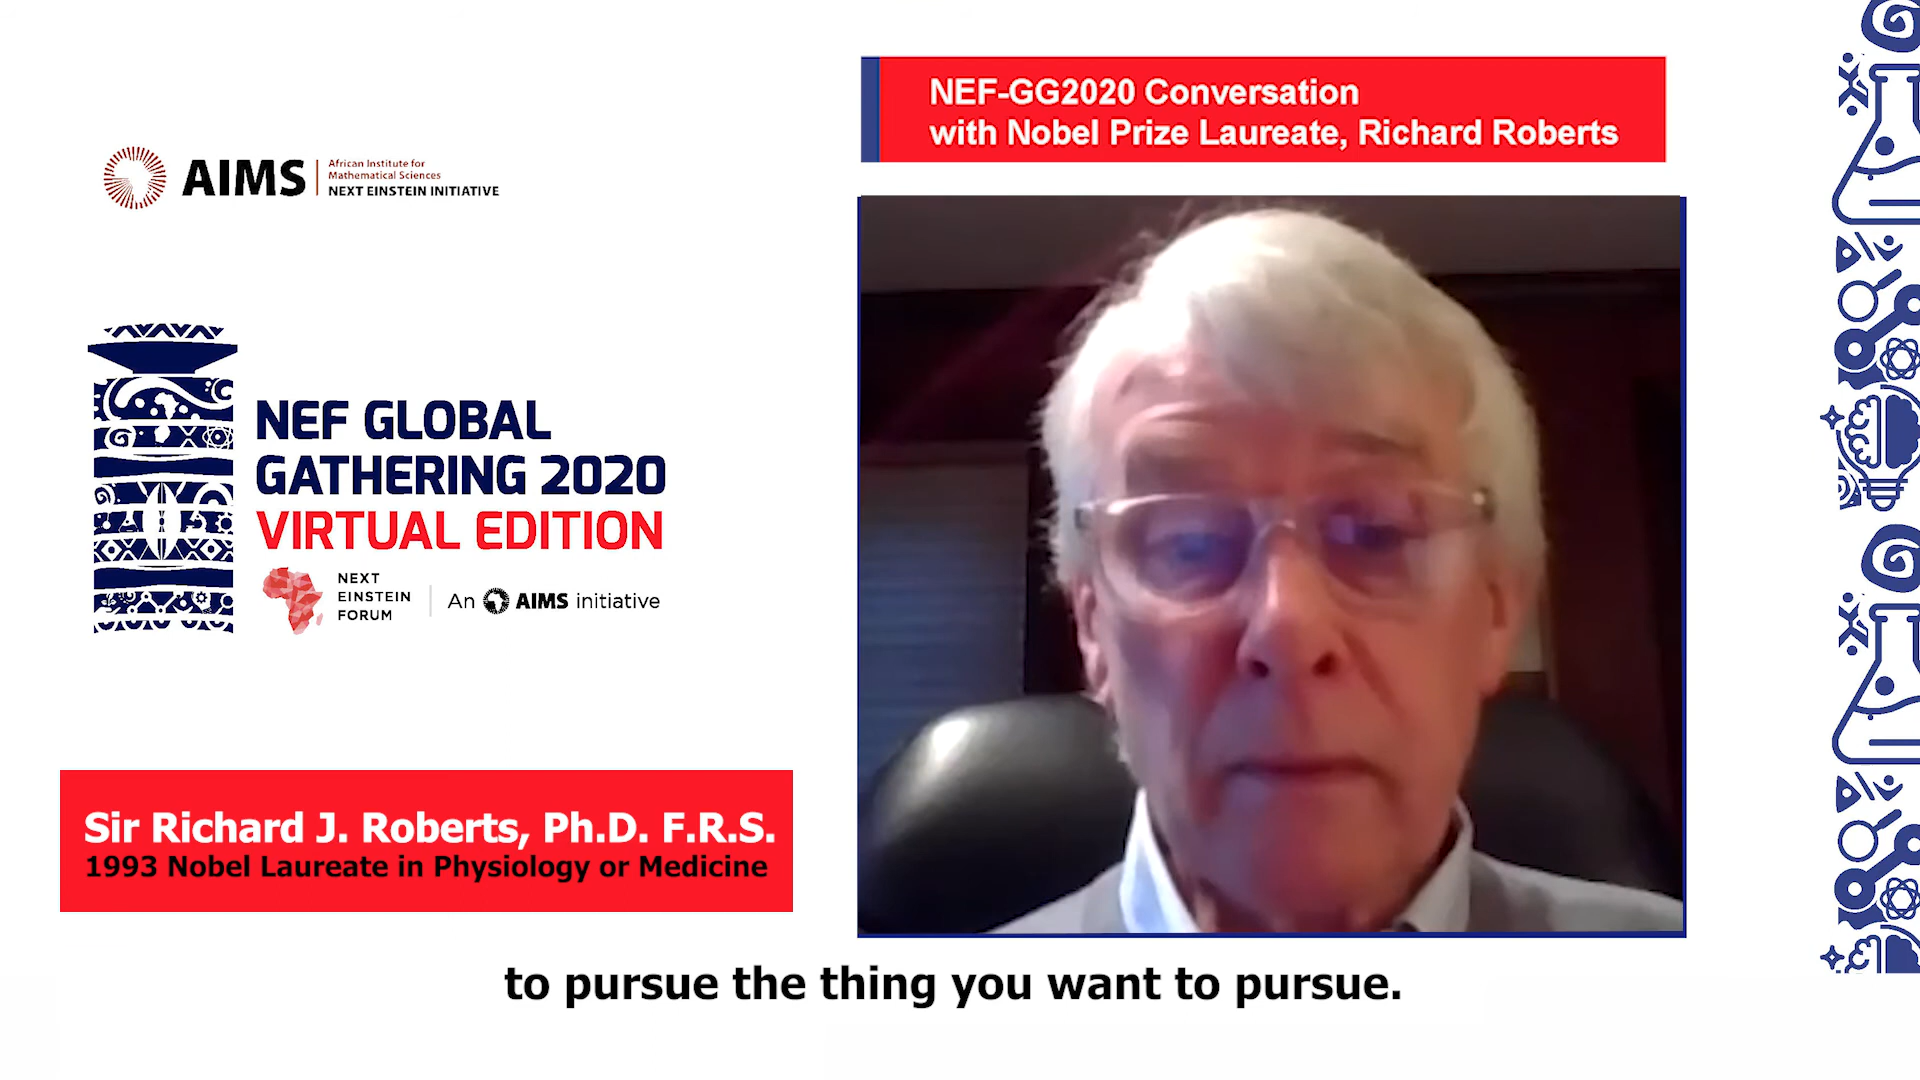 NEF-GG2020 Conversation
with Nobel Prize Laureate, Richard Roberts
AIMS
African Institute for
Mathematical Sciences
NEXT EINSTEIN INITIATIVE
NEF GLOBAL
GATHERING 2020
VIRTUAL EDITION
NEXT
EINSTEIN
FORUM
An AIMS initiative
Sir Richard J. Roberts, Ph.D. F.R.S.
1993 Nobel Laureate in Physiology or Medicine
to pursue the thing you want to pursue.